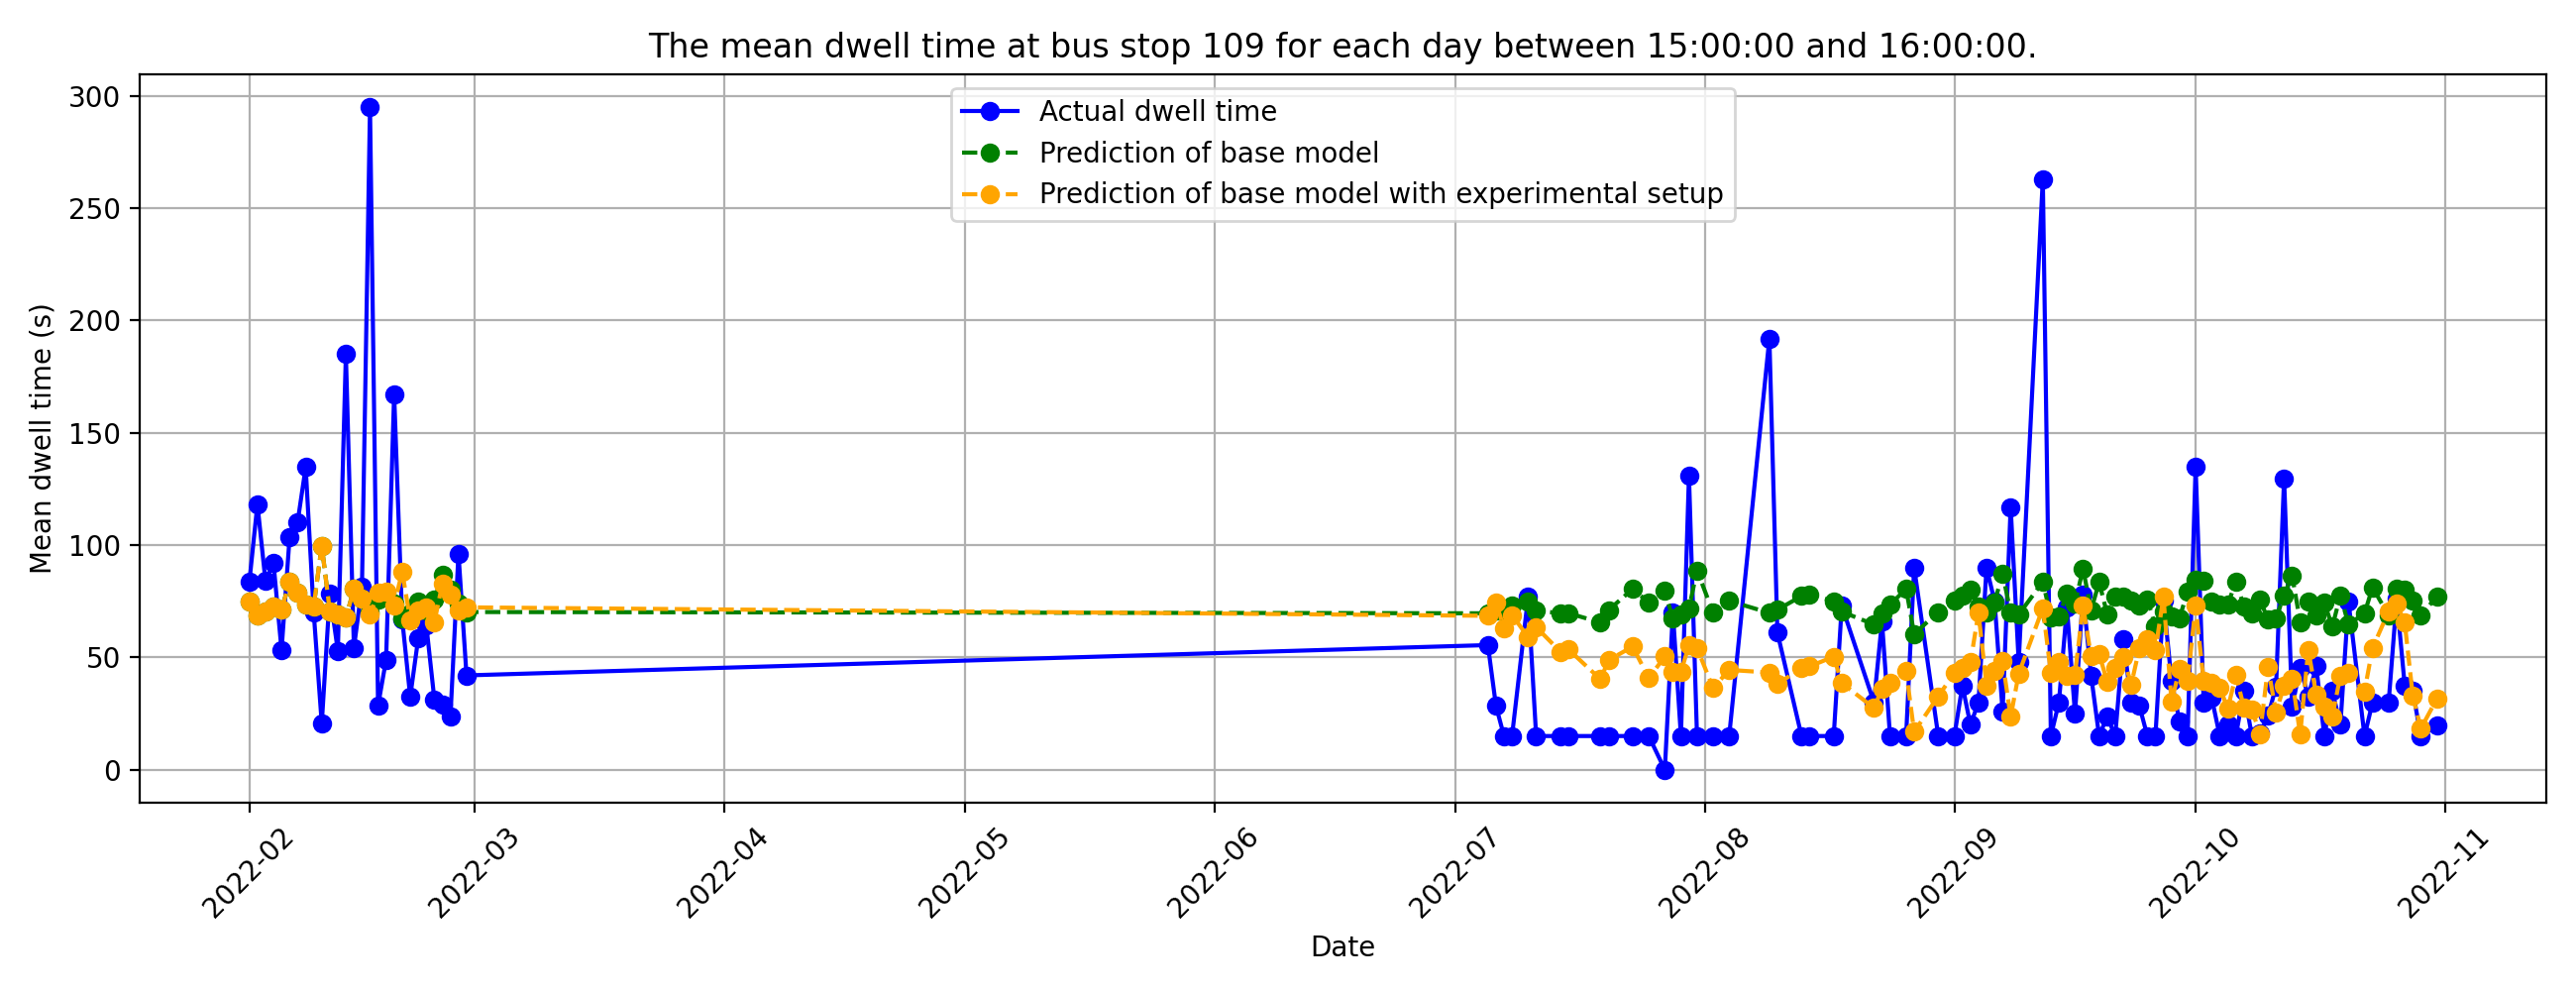 The mean dwell time at bus stop 109 for each day between 15:00:00 and 16:00:00.
Actual dwell time
Prediction of base model
Prediction of base model with experimental setup
Mean dwell time (s)
300
250
200
150
100
50
0
2022-02
2022-03
2022-04
2022-05
2022-06
2022-07
2022-08
2022-09
2022-10
2022-11
Date